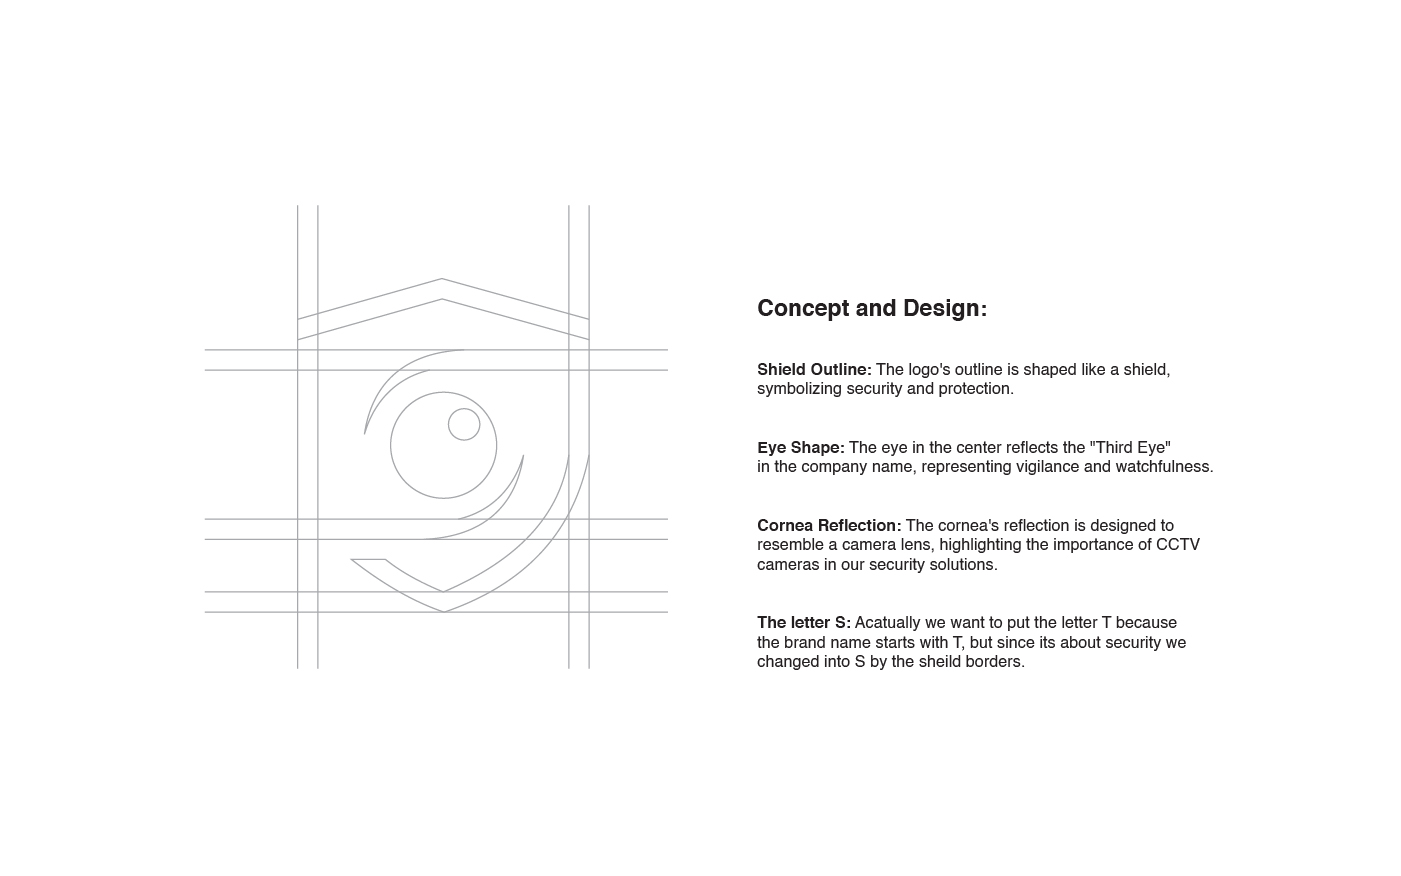 Concept and Design:
Shield Outline: The logo's outline is shaped like a shield,
symbolizing security and protection.
Eye Shape: The eye in the center reflects the "Third Eye"
in the company name, representing vigilance and watchfulness.
Cornea Reflection: The cornea's reflection is designed to
resemble a camera lens, highlighting the importance of CCTV
cameras in our security solutions.
The letter S: Acatually we want to put the letter T because
the brand name starts with T, but since its about security we
changed into S by the sheild borders.